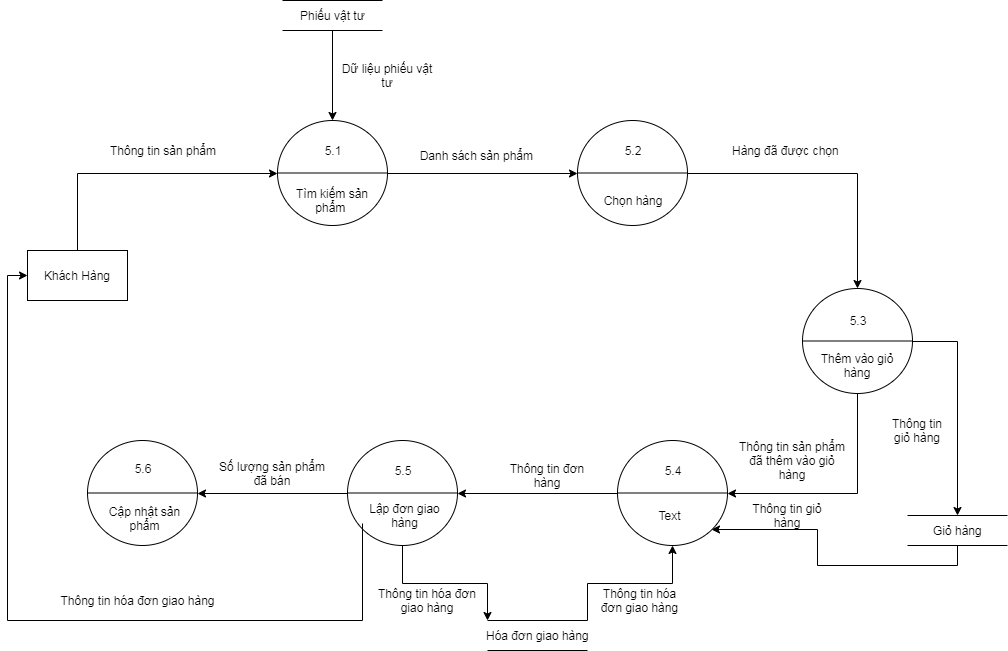 Phiếu vật tư
Dữ liệu phiếu vật
tư
Thông tin sản phẩm
5.1
Tìm kiếm sản
phẩm
Danh sách sản phẩm
5.2
Chọn hàng
Hàng đã được chọn
Khách Hàng
5.3
Thêm vào giỏ
hàng
Thông tin
giỏ hàng
Thông tin sản phẩm
đã thêm vào giỏ
hàng
5.6
Cập nhật sản
phẩm
Số lượng sản phẩm
đã bán
5.5
Lập đơn giao
hàng
Thông tin đơn
hàng
5.4
Text
Thông tin giỏ
hàng
Giỏ hàng
Thông tin hóa đơn giao hàng
Thông tin hóa đơn
giao hàng
Thông tin hóa
đơn giao hàng
Hóa đơn giao hàng